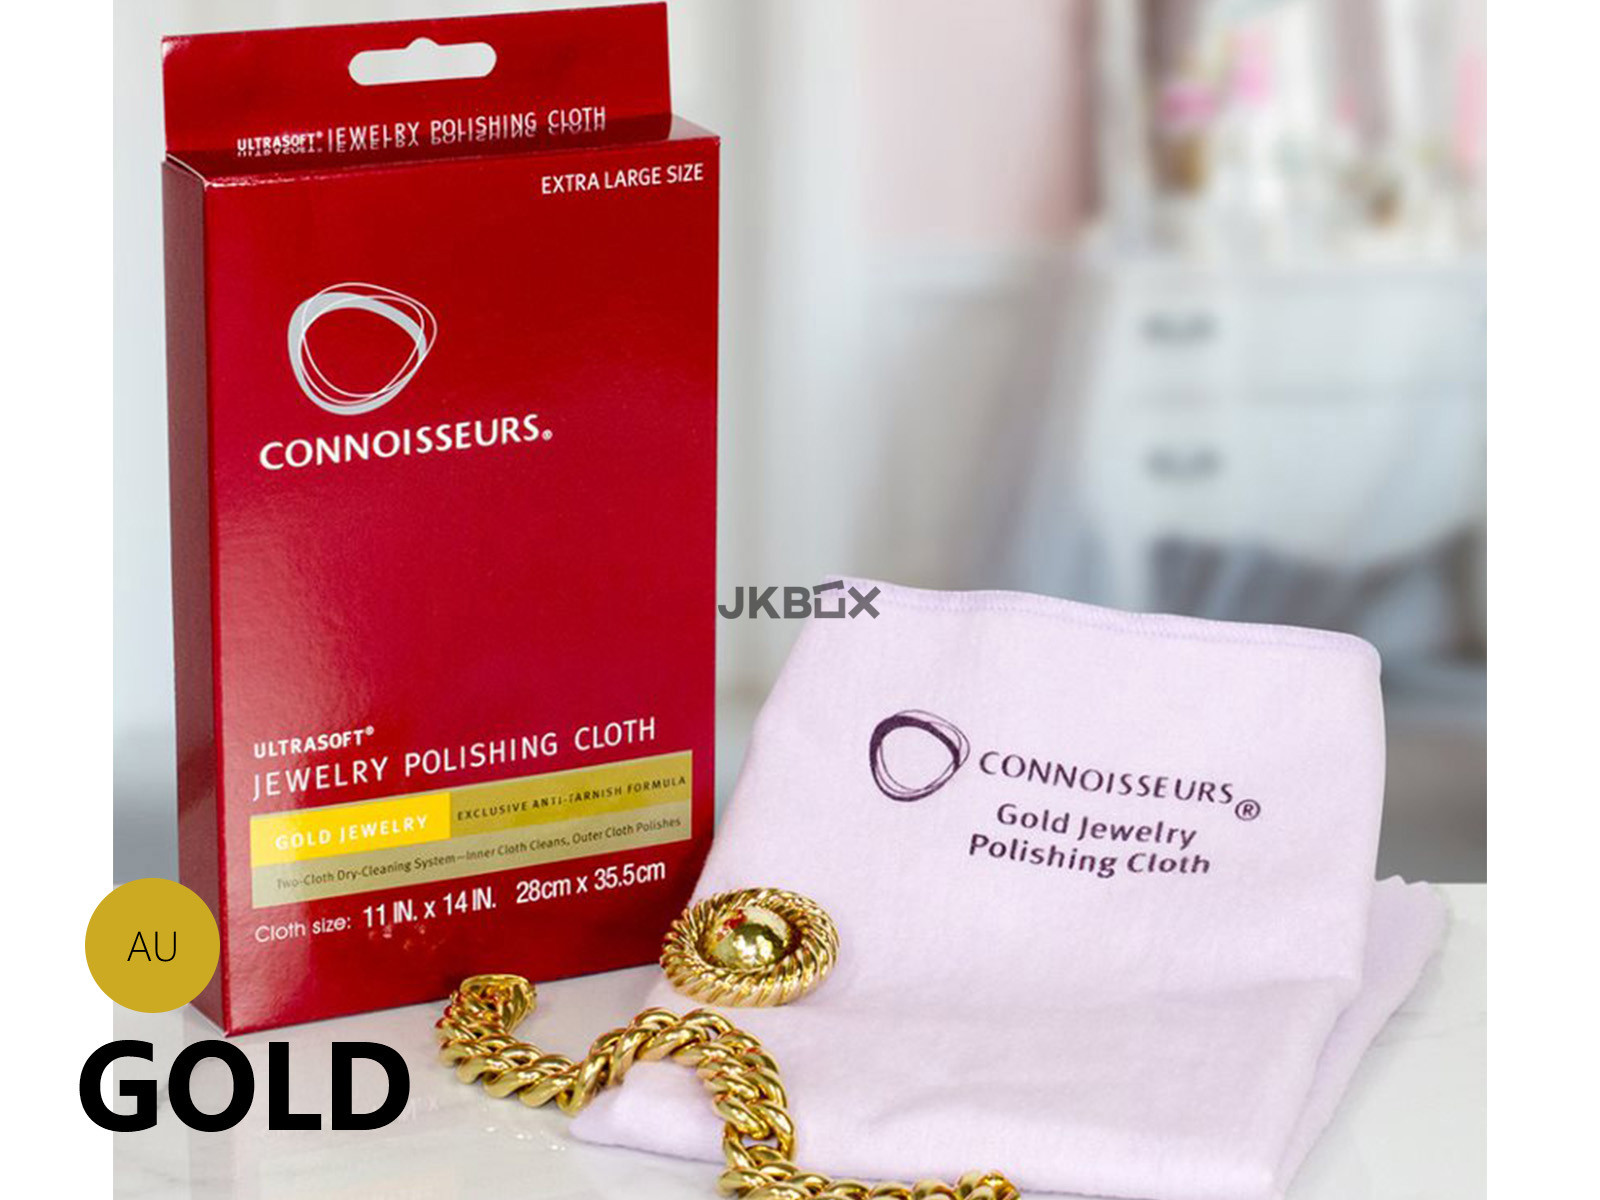 ULTRASOFT® JEWELRY POLISHING CLOTH
EXTRA LARGE SIZE
CONNOISSEURS®
ULTRASOFT®
JEWELRY POLISHING CLOTH
GOLD JEWELRY EXCLUSIVE ANTI-TARNISH FORMULA
Two-Cloth Dry-Cleaning System—Inner Cloth Cleans, Outer Cloth Polishes
Cloth size: 11 IN. x 14 IN. 28cm x 35.5cm
JKBOX
CONNOISSEURS®
Gold Jewelry
Polishing Cloth
AU
GOLD